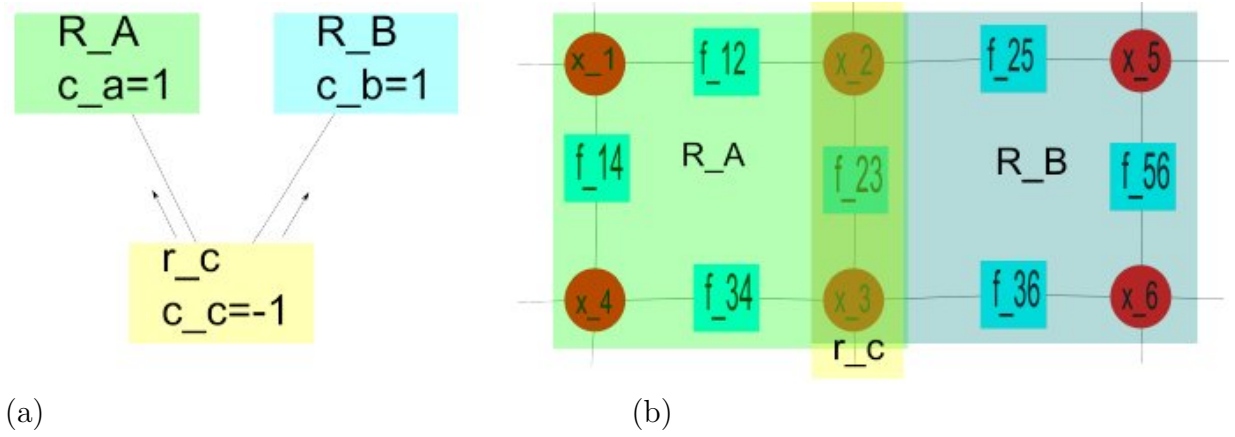 R_A
c_a=1
R_B
c_b=1
r_c
c_c=-1
(a)
x_1
f_12
x_2
f_25
x_5
f_14
R_A
f_23
R_B
f_56
x_4
f_34
x_3
f_36
x_6
r_c
(b)